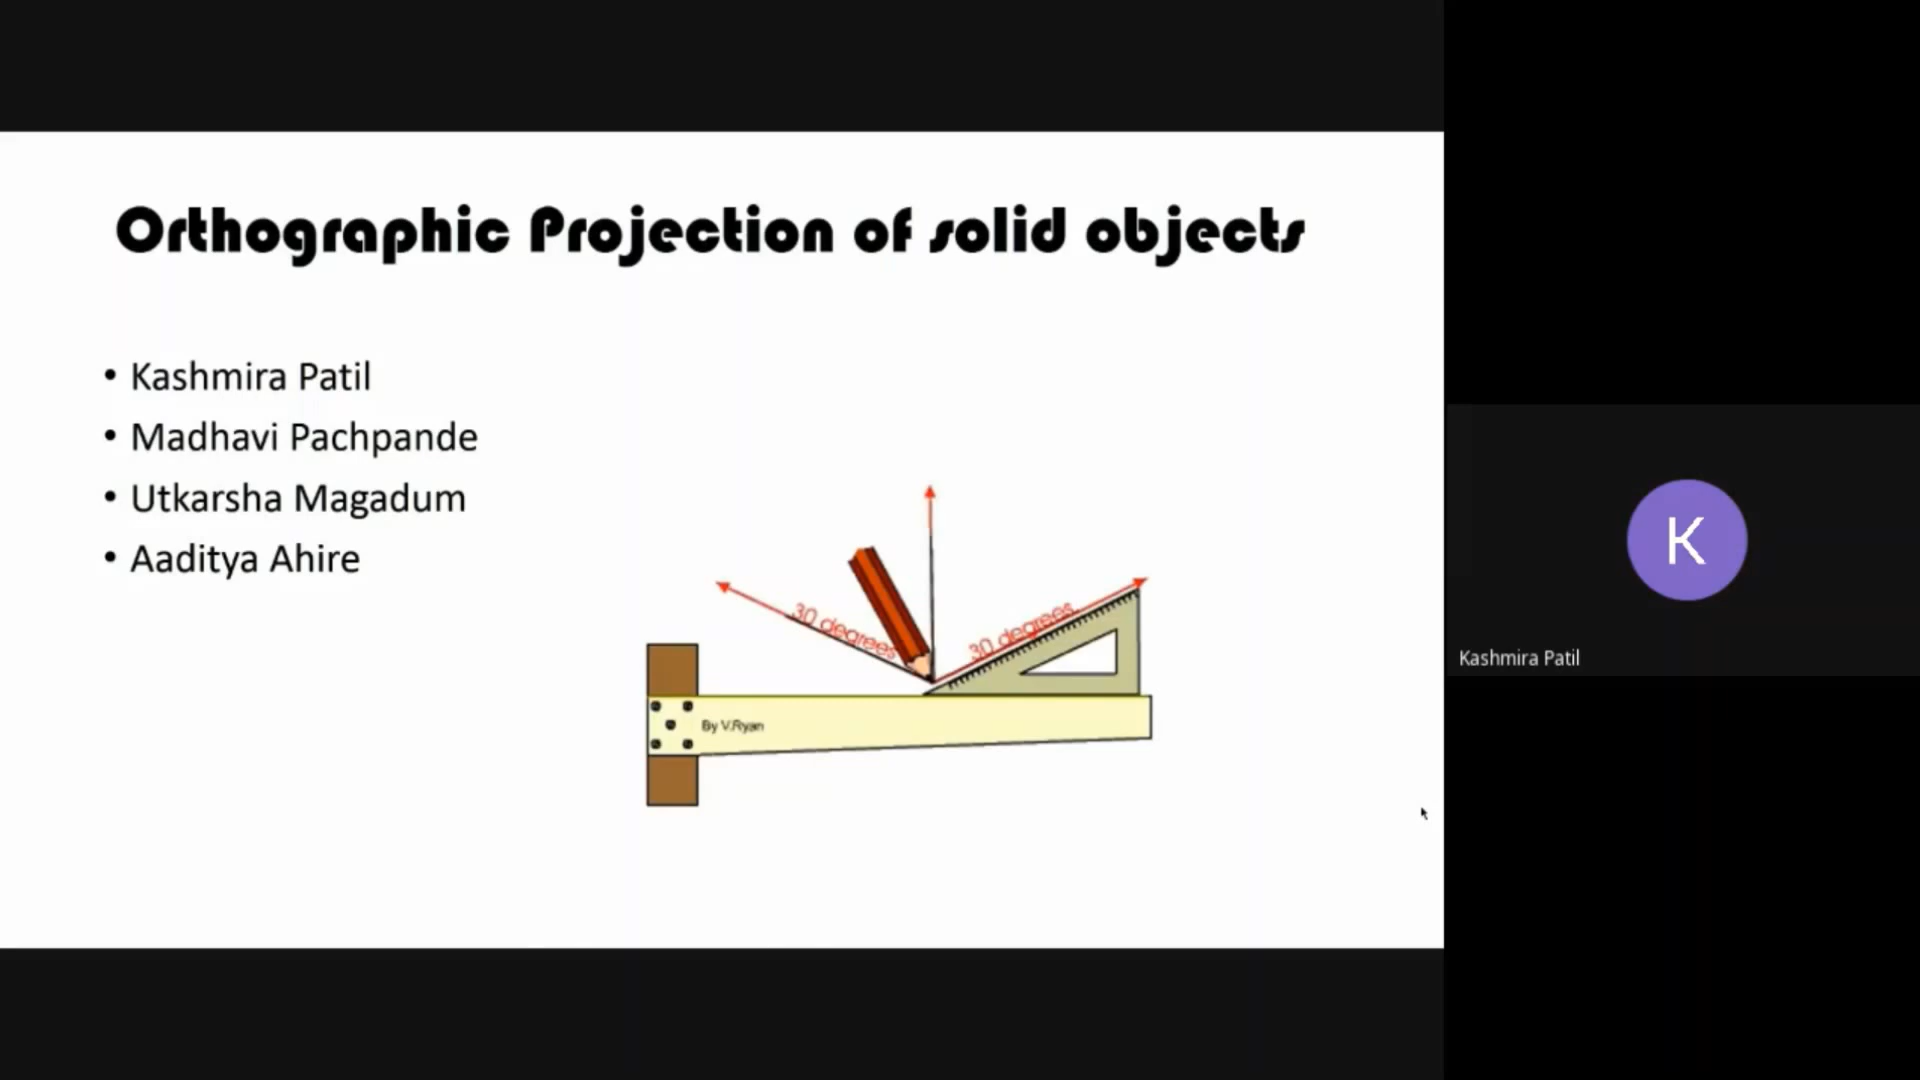 Orthographic Projection of solid objects
• Kashmira Patil
• Madhavi Pachpande
• Utkarsha Magadum
• Aaditya Ahire
30 degrees
30 degrees
By V.Ryan
K
Kashmira Patil